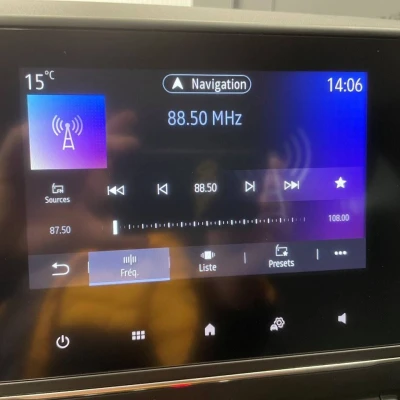 15°C
Navigation
14:06
88.50 MHz
Sources
88.50
87.50
108.00
Fréq.
Liste
Presets